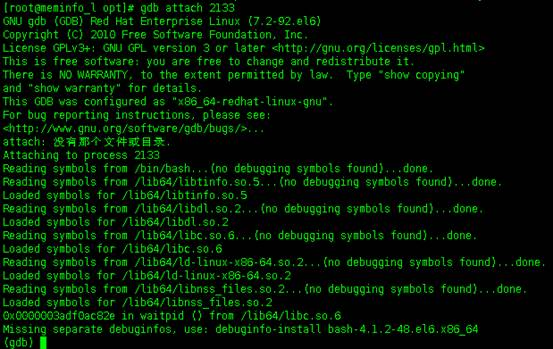 [root@meminfo_l opt]# gdb attach 2133
GNU gdb (GDB) Red Hat Enterprise Linux (7.2-92.el6)
Copyright (C) 2010 Free Software Foundation, Inc.
License GPLv3+: GNU GPL version 3 or later <http://gnu.org/licenses/gpl.html>
This is free software: you are free to change and redistribute it.
There is NO WARRANTY, to the extent permitted by law.  Type "show copying"
and "show warranty" for details.
This GDB was configured as "x86_64-redhat-linux-gnu".
For bug reporting instructions, please see:
<http://www.gnu.org/software/gdb/bugs/>...
attach: 没有那个文件或目录.
Attaching to process 2133
Reading symbols from /bin/bash...(no debugging symbols found)...done.
Reading symbols from /lib64/libtinfo.so.5...(no debugging symbols found)...done.
Loaded symbols for /lib64/libtinfo.so.5
Reading symbols from /lib64/libdl.so.2...(no debugging symbols found)...done.
Loaded symbols for /lib64/libdl.so.2
Reading symbols from /lib64/libc.so.6...(no debugging symbols found)...done.
Loaded symbols for /lib64/libc.so.6
Reading symbols from /lib64/ld-linux-x86-64.so.2...(no debugging symbols found)...done.
Loaded symbols for /lib64/ld-linux-x86-64.so.2
Reading symbols from /lib64/libnss_files.so.2...(no debugging symbols found)...done.
Loaded symbols for /lib64/libnss_files.so.2
0x0000003adf0ac82e in waitpid () from /lib64/libc.so.6
Missing separate debuginfos, use: debuginfo-install bash-4.1.2-48.el6.x86_64
(gdb)